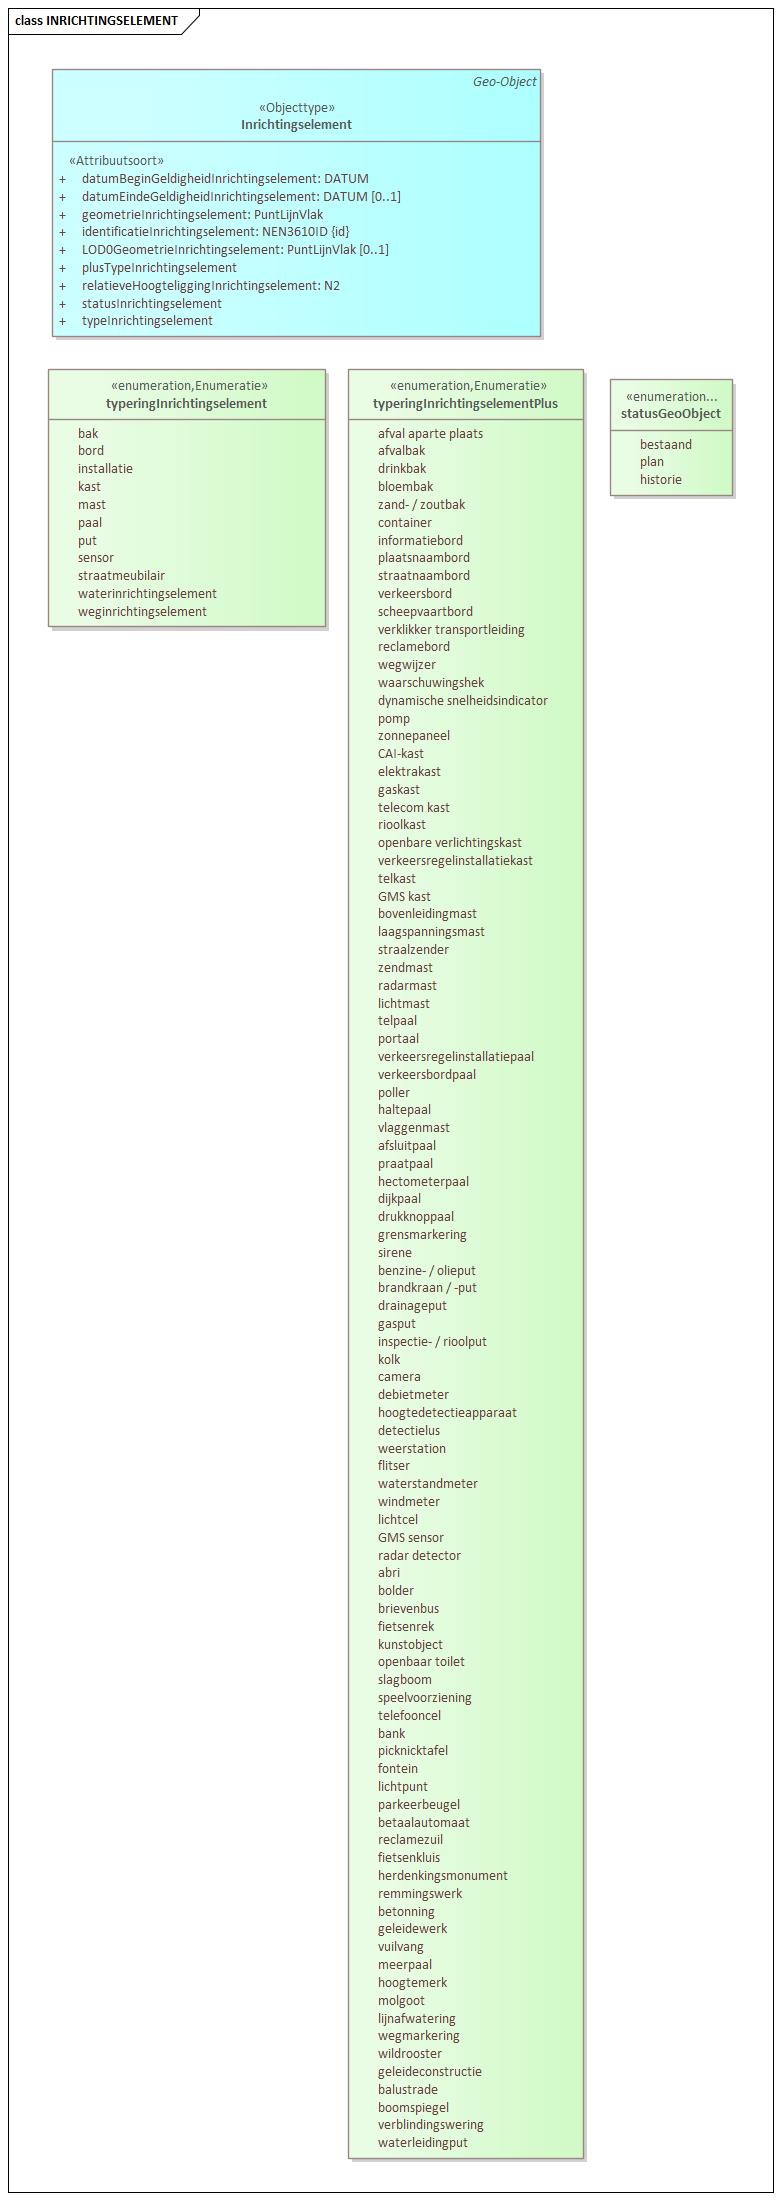 class INRICHTINGSELEMENT
Geo-Object
«Objecttype»
Inrichtingselement
«Attribuutsoort»
+ datumBeginGeldigheidInrichtingselement: DATUM
+ datumEindeGeldigheidInrichtingselement: DATUM [0..1]
+ geometrieInrichtingselement: PuntLijnVlak
+ identificatieInrichtingselement: NEN3610ID {id}
+ LOD0GeometrieInrichtingselement: PuntLijnVlak [0..1]
+ plusTypeInrichtingselement
+ relatieveHoogteliggingInrichtingselement: N2
+ statusInrichtingselement
+ typeInrichtingselement
«enumeration,Enumeratie»
typeringInrichtingselement
bak
bord
installatie
kast
mast
paal
put
sensor
straatmeubilair
waterinrichtingselement
weginrichtingselement
«enumeration,Enumeratie»
typeringInrichtingselementPlus
afval aparte plaats
afvalbak
drinkbak
bloembak
zand- / zoutbak
container
informatiebord
plaatsnaambord
straatnaambord
verkeersbord
scheepvaartbord
verklikker transportleiding
reclamebord
wegwijzer
waarschuwingshek
dynamische snelheidsindicator
pomp
zonnepaneel
CAI-kast
elektrakast
gaskast
telecom kast
rioolkast
openbare verlichtingskast
verkeersregelinstallatiekast
telkast
GMS kast
bovenleidingmast
laagspanningsmast
straalzender
zendmast
radarmast
lichtmast
telpaal
portaal
verkeersregelinstallatiepaal
verkeersbordpaal
poller
haltepaal
vlaggenmast
afsluitpaal
praatpaal
hectometerpaal
dijkpaal
drukknoppaal
grensmarkering
sirene
benzine- / olieput
brandkraan / -put
drainageput
gasput
inspectie- / rioolput
kolk
camera
debietmeter
hoogtedetectieapparaat
detectielus
weerstation
flitser
waterstandmeter
windmeter
lichtcel
GMS sensor
radar detector
abri
bolder
brievenbus
fietsenrek
kunstobject
openbaar toilet
slagboom
speelvoorziening
telefooncel
bank
picknicktafel
fontein
lichtpunt
parkeerbeugel
betaalautomaat
reclamezuil
fietsenkluis
herdenkingsmonument
remmingswerk
betonning
geleidewerk
vuilvang
meerpaal
hoogtemerk
molgoot
lijnafwatering
wegmarkering
wildrooster
geleideconstructie
balustrade
boomspiegel
verblindingswering
waterleidingput
«enumeration...
statusGeoObject
bestaand
plan
historie